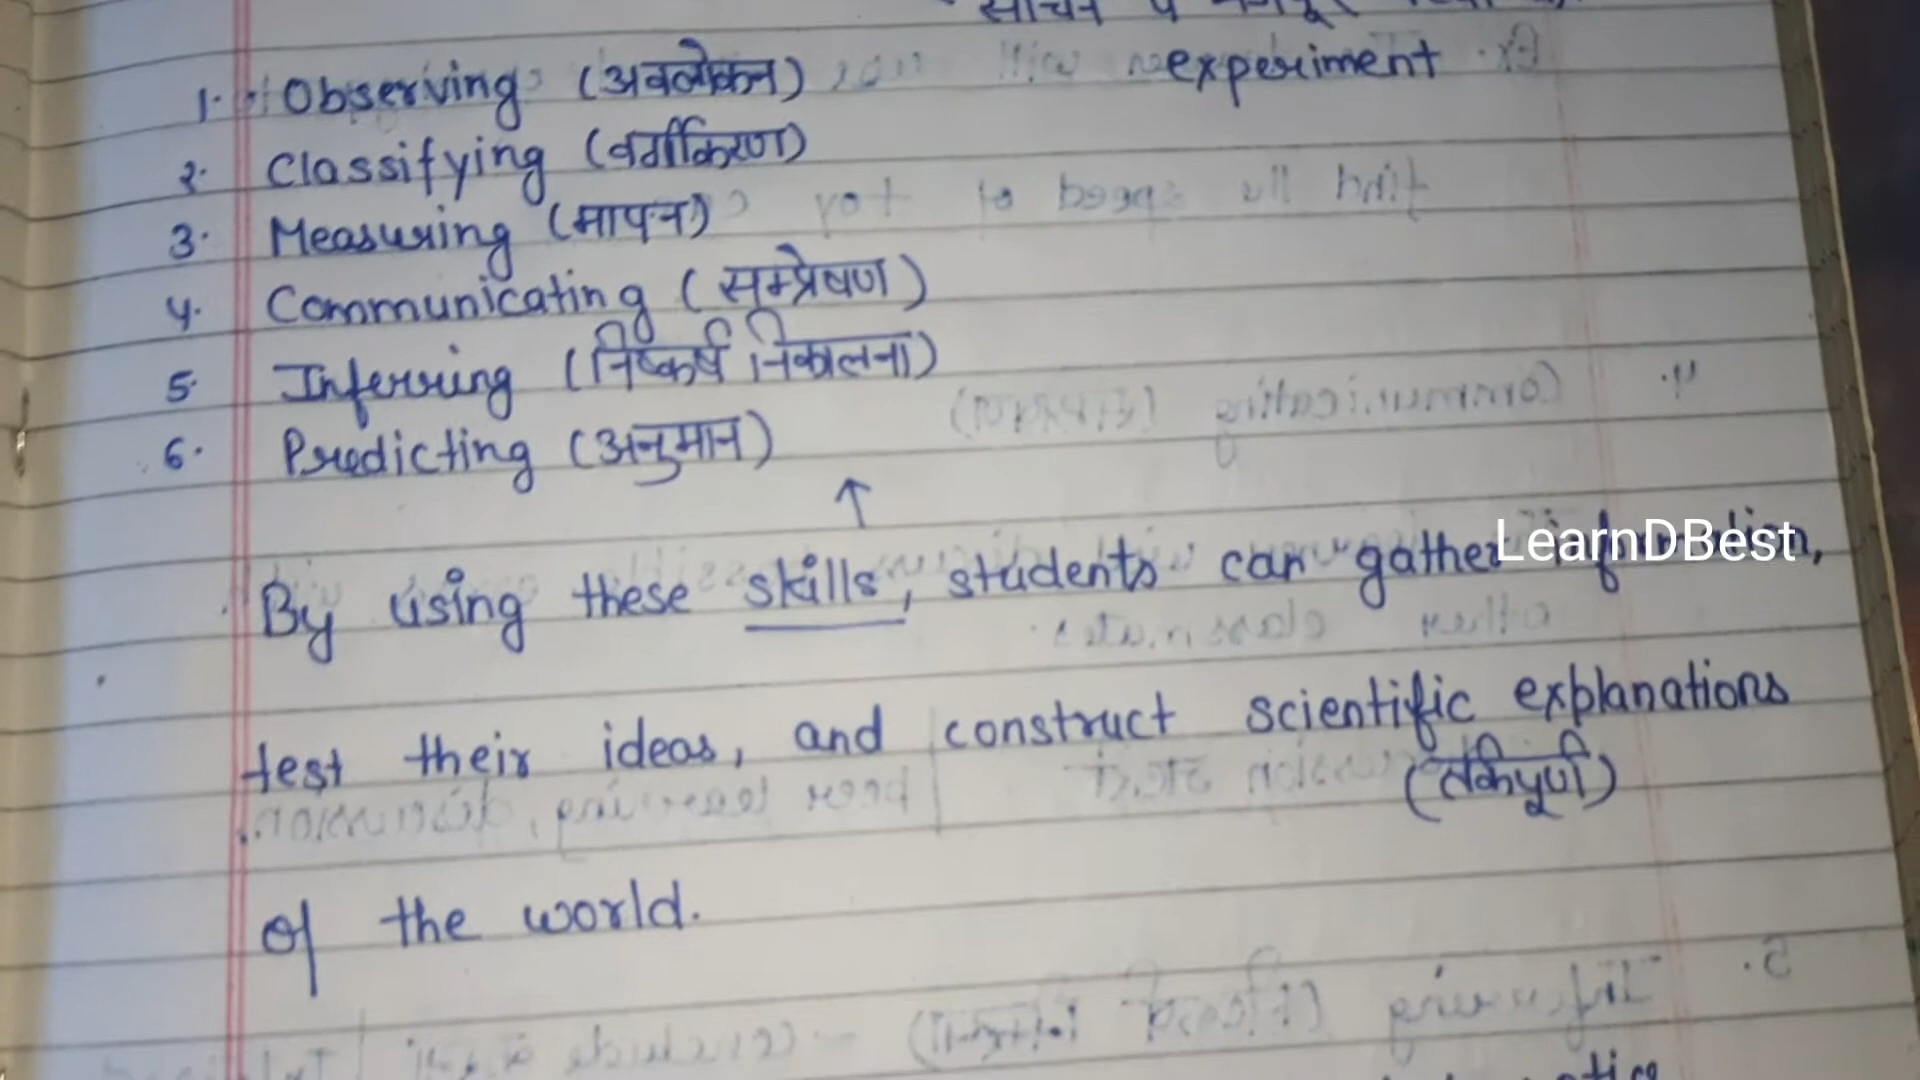 1. Observing (अवलोकन)
experiment
2. Classifying (वर्गीकरण)
3. Measuring (मापन)
4. Communicating (सम्प्रेषण)
5. Inferring (निष्कर्ष निकालना)
6. Predicting (अनुमान)
↑
By using these skills, students can gather information,
LearnDBest
test their ideas, and construct scientific explanations
(तर्कपूर्ण)
of the world.